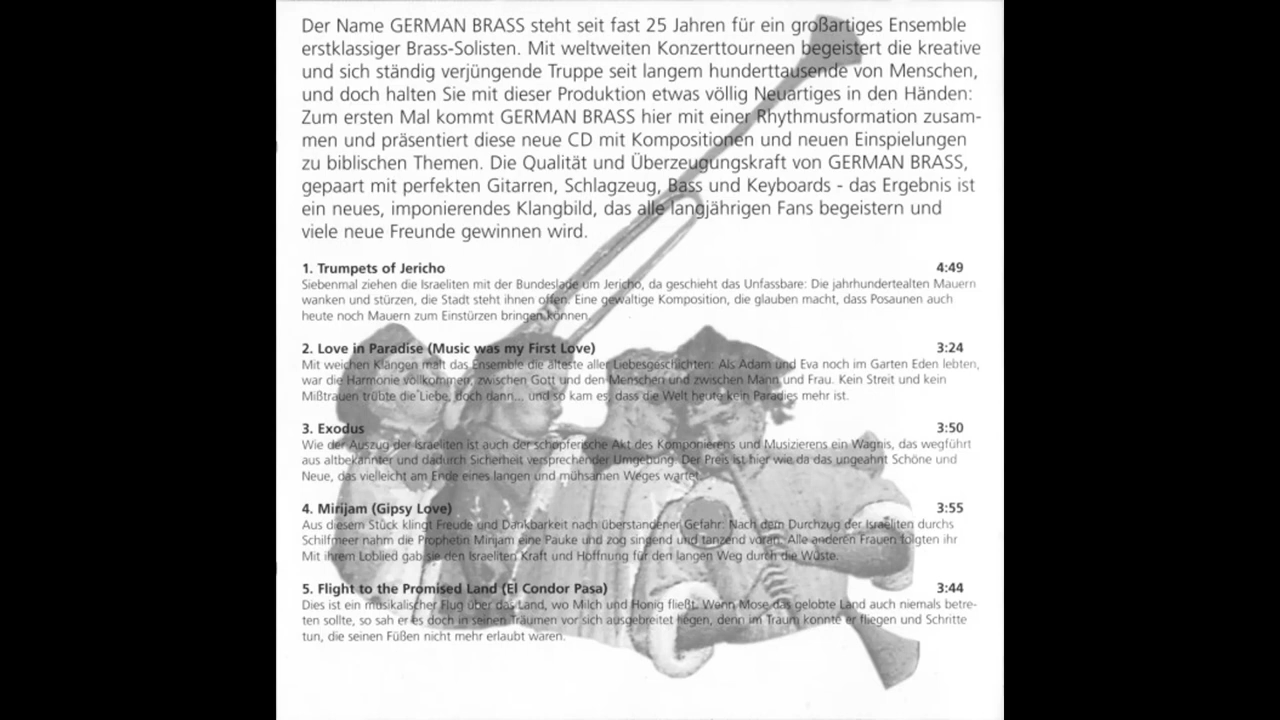 Der Name GERMAN BRASS steht seit fast 25 Jahren für ein großartiges Ensemble
erstklassiger Brass-Solisten. Mit weltweiten Konzerttourneen begeistert die kreative
und sich ständig verjüngende Truppe seit langem hunderttausende von Menschen,
und doch halten Sie mit dieser Produktion etwas völlig Neuartiges in den Händen:
Zum ersten Mal kommt GERMAN BRASS hier mit einer Rhythmusformation zusam-
men und präsentiert diese neue CD mit Kompositionen und neuen Einspielungen
zu biblischen Themen. Die Qualität und Überzeugungskraft von GERMAN BRASS,
gepaart mit perfekten Gitarren, Schlagzeug, Bass und Keyboards - das Ergebnis ist
ein neues, imponierendes Klangbild, das alle langjährigen Fans begeistern und
viele neue Freunde gewinnen wird.
1. Trumpets of Jericho 4:49
Siebenmal ziehen die Israeliten mit der Bundeslade um Jericho, da geschieht das Unfassbare: Die jahrhundertealten Mauern
wanken und stürzen, die Stadt steht ihnen offen. Eine gewaltige Komposition, die glauben macht, dass Posaunen auch
heute noch Mauern zum Einstürzen bringen können.
2. Love in Paradise (Music was my First Love) 3:24
Mit weichen Klängen malt das Ensemble die älteste aller Liebesgeschichten: Als Adam und Eva noch im Garten Eden lebten,
war die Harmonie vollkommen, zwischen Gott und den Menschen und zwischen Mann und Frau. Kein Streit und kein
Mißtrauen trübte die Liebe, doch dann... und so kam es, dass die Welt heute kein Paradies mehr ist.
3. Exodus 3:50
Wie der Auszug der Israeliten ist auch der schöpferische Akt des Komponierens und Musizierens ein Wagnis, das wegführt
aus altbekannter und dadurch Sicherheit versprechender Umgebung. Der Preis ist hier wie da das ungeahnt Schöne und
Neue, das vielleicht am Ende eines langen und mühsamen Weges wartet.
4. Mirijam (Gipsy Love) 3:55
Aus diesem Stück klingt Freude und Dankbarkeit nach überstandener Gefahr: Nach dem Durchzug der Israeliten durchs
Schilfmeer nahm die Prophetin Mirijam eine Pauke und zog singend und tanzend voran. Alle anderen Frauen folgten ihr
Mit ihrem Loblied gab sie den Israeliten Kraft und Hoffnung für den langen Weg durch die Wüste.
5. Flight to the Promised Land (El Condor Pasa) 3:44
Dies ist ein musikalischer Flug über das Land, wo Milch und Honig fließt. Wenn Mose das gelobte Land auch niemals betre-
ten sollte, so sah er es doch in seinen Träumen vor sich ausgebreitet liegen, denn im Traum konnte er fliegen und Schritte
tun, die seinen Füßen nicht mehr erlaubt waren.